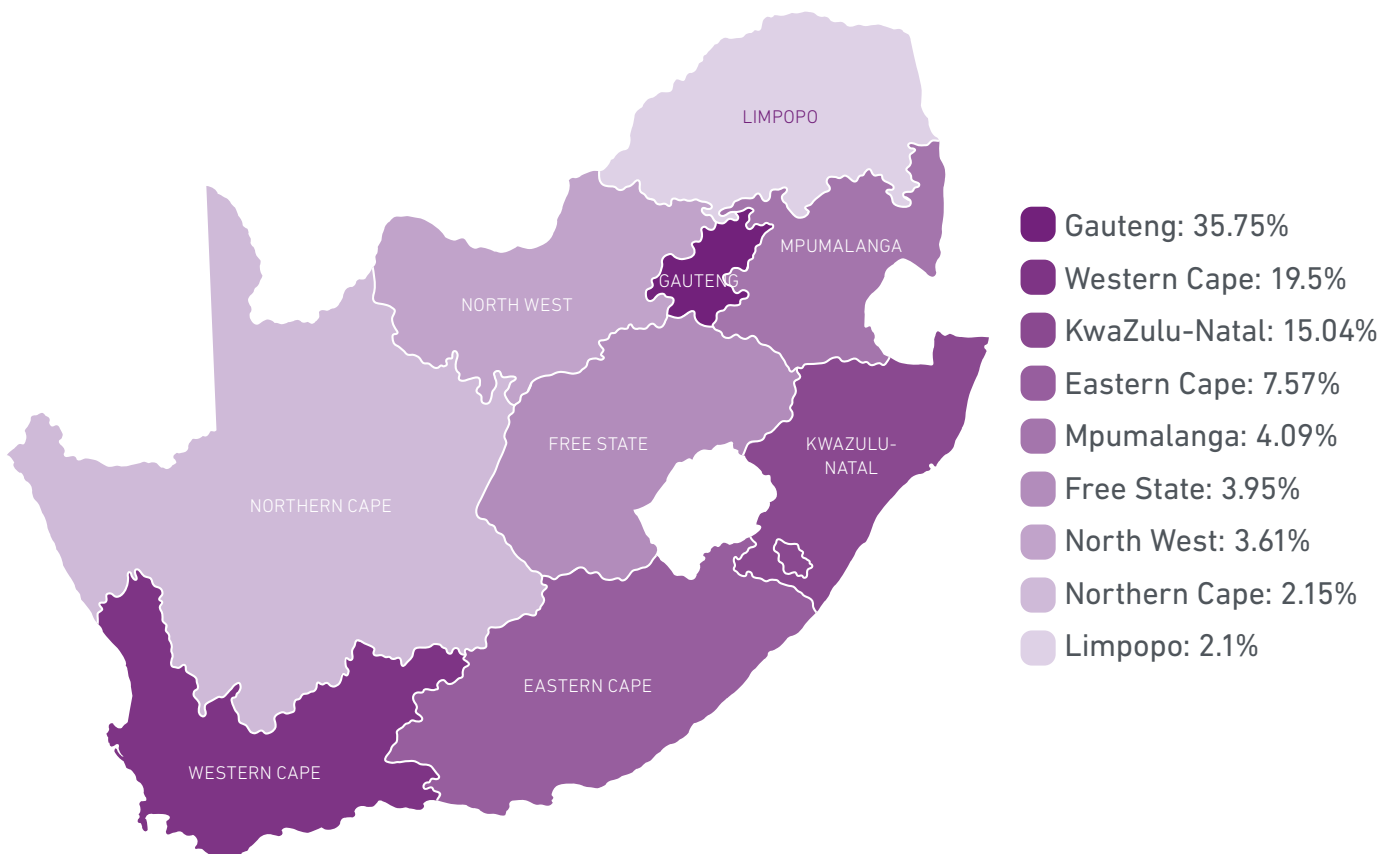 LIMPOPO
MPUMALANGA
GAUTENG
NORTH WEST
FREE STATE
KWAZULU-
NATAL
NORTHERN CAPE
EASTERN CAPE
WESTERN CAPE
Gauteng: 35.75%
Western Cape: 19.5%
KwaZulu-Natal: 15.04%
Eastern Cape: 7.57%
Mpumalanga: 4.09%
Free State: 3.95%
North West: 3.61%
Northern Cape: 2.15%
Limpopo: 2.1%